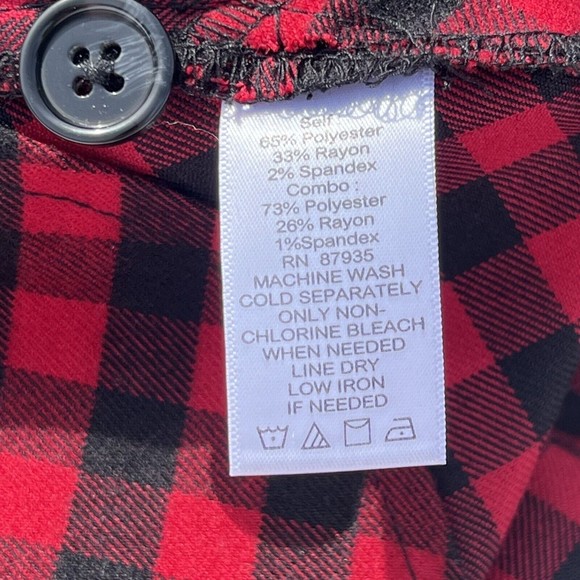 Self
65% Polyester
33% Rayon
2% Spandex
Combo :
73% Polyester
26% Rayon
1%Spandex
RN 87935
MACHINE WASH
COLD SEPARATELY
ONLY NON-
CHLORINE BLEACH
WHEN NEEDED
LINE DRY
LOW IRON
IF NEEDED